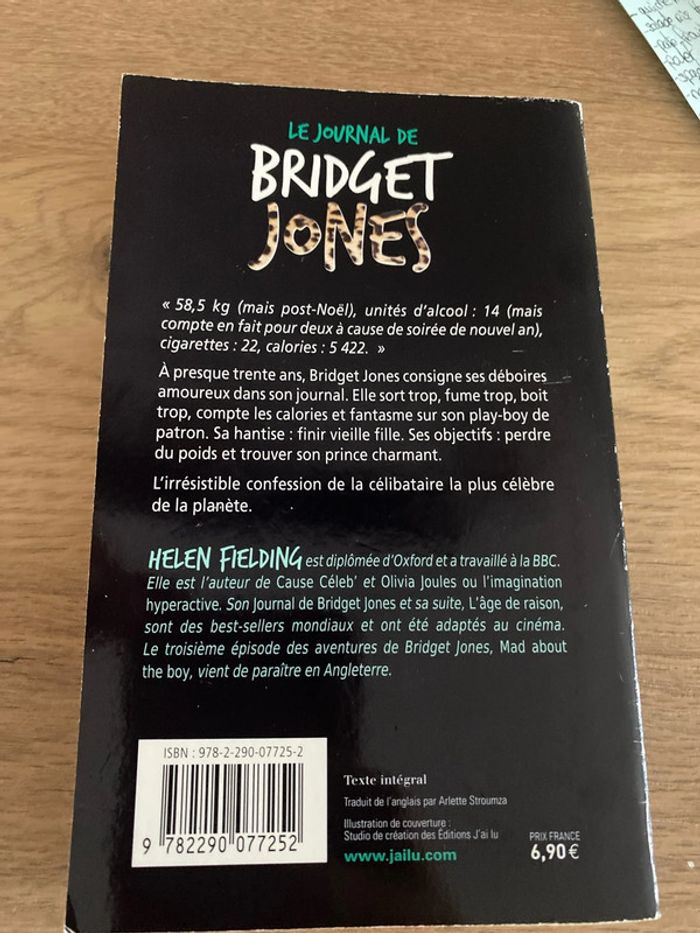 LE JOURNAL DE
BRIDGET
JONES
« 58,5 kg (mais post-Noël), unités d'alcool : 14 (mais
compte en fait pour deux à cause de soirée de nouvel an),
cigarettes : 22, calories : 5 422. »
À presque trente ans, Bridget Jones consigne ses déboires
amoureux dans son journal. Elle sort trop, fume trop, boit
trop, compte les calories et fantasme sur son play-boy de
patron. Sa hantise : finir vieille fille. Ses objectifs : perdre
du poids et trouver son prince charmant.
L'irrésistible confession de la célibataire la plus célèbre
de la planète.
HELEN FIELDING est diplômée d'Oxford et a travaillé à la BBC.
Elle est l'auteur de Cause Céleb' et Olivia Joules ou l'imagination
hyperactive. Son Journal de Bridget Jones et sa suite, L'âge de raison,
sont des best-sellers mondiaux et ont été adaptés au cinéma.
Le troisième épisode des aventures de Bridget Jones, Mad about
the boy, vient de paraître en Angleterre.
ISBN : 978-2-290-07725-2
9 782290 077252
Texte intégral
Traduit de l'anglais par Arlette Stroumza
Illustration de couverture :
Studio de création des Éditions J'ai lu
www.jailu.com
PRIX FRANCE
6,90 €